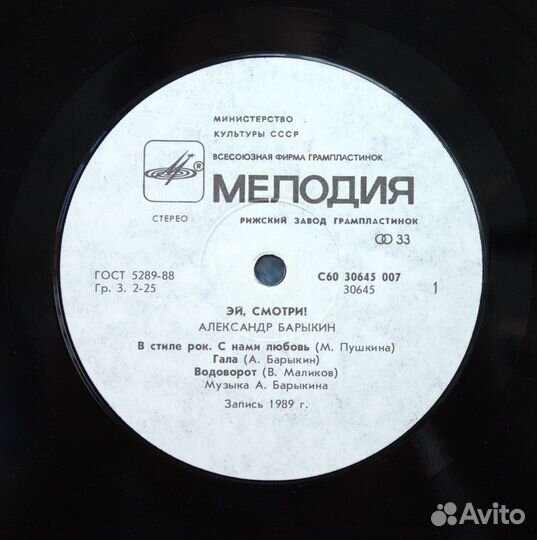 МИНИСТЕРСТВО
КУЛЬТУРЫ СССР
ВСЕСОЮЗНАЯ ФИРМА ГРАМПЛАСТИНОК
®
МЕЛОДИЯ
СТЕРЕО
РИЖСКИЙ ЗАВОД ГРАМПЛАСТИНОК
33
ГОСТ 5289-88
С60 30645 007
Гр. 3. 2-25
30645
1
ЭЙ, СМОТРИ!
АЛЕКСАНДР БАРЫКИН
В стиле рок. С нами любовь (М. Пушкина)
Гала (А. Барыкин)
Водоворот (В. Маликов)
Музыка А. Барыкина
Запись 1989 г.
Avito